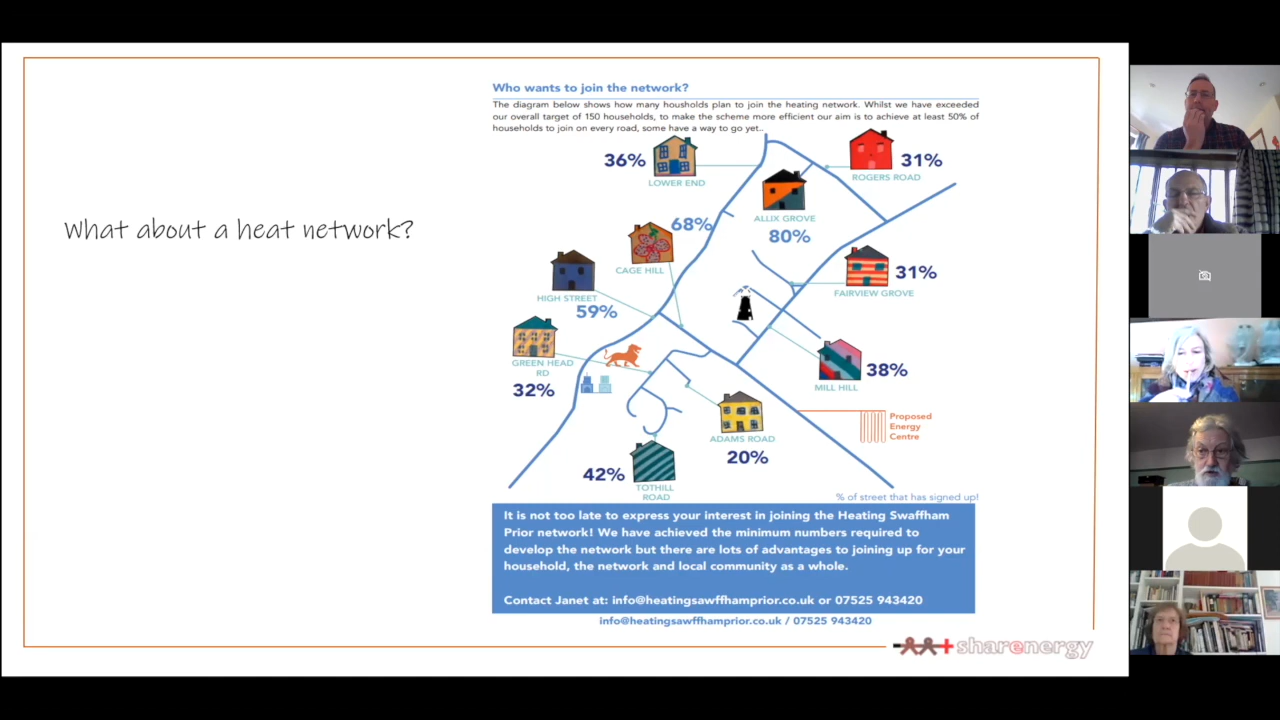 What about a heat network?
Who wants to join the network?
The diagram below shows how many housholds plan to join the heating network. Whilst we have exceeded
our overall target of 150 households, to make the scheme more efficient our aim is to achieve at least 50% of
households to join on every road, some have a way to go yet..
36%
LOWER END
31%
ROGERS ROAD
ALLIX GROVE
80%
68%
CAGE HILL
HIGH STREET
59%
31%
FAIRVIEW GROVE
GREEN HEAD
RD
32%
38%
MILL HILL
ADAMS ROAD
20%
Proposed
Energy
Centre
42%
TOTHILL
ROAD
% of street that has signed up!
It is not too late to express your interest in joining the Heating Swaffham
Prior network! We have achieved the minimum numbers required to
develop the network but there are lots of advantages to joining up for your
household, the network and local community as a whole.
Contact Janet at: info@heatingsawffhamprior.co.uk or 07525 943420
info@heatingsawffhamprior.co.uk / 07525 943420
sharenergy